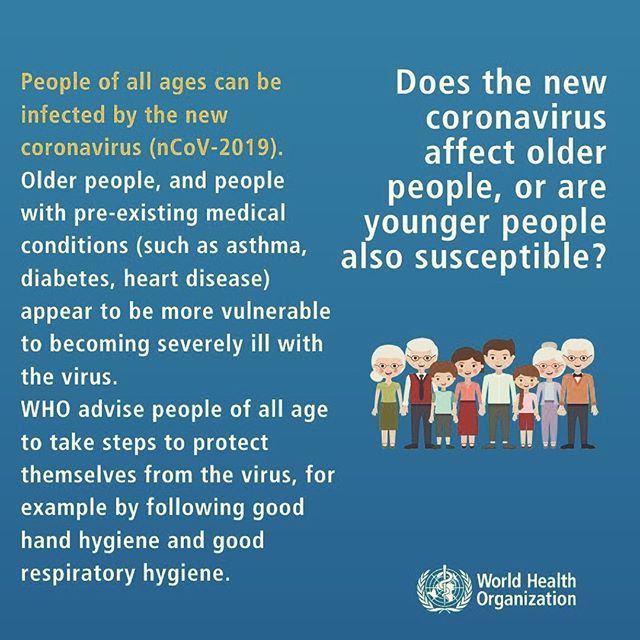 Does the new
coronavirus
affect older
people, or are
younger people
also susceptible?
People of all ages can be
infected by the new
coronavirus (nCoV-2019).
Older people, and people
with pre-existing medical
conditions (such as asthma,
diabetes, heart disease)
appear to be more vulnerable
to becoming severely ill with
the virus.
WHO advise people of all age
to take steps to protect
themselves from the virus, for
example by following good
hand hygiene and good
respiratory hygiene.
World Health
Organization